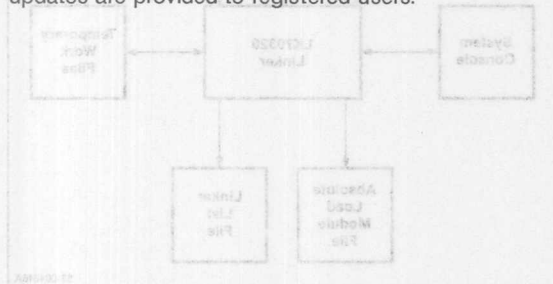 updates are provided to registered users.
Temporary
Work
Files
Linker
System
Console
Linker
List
File
Absolute
Load
Module
File